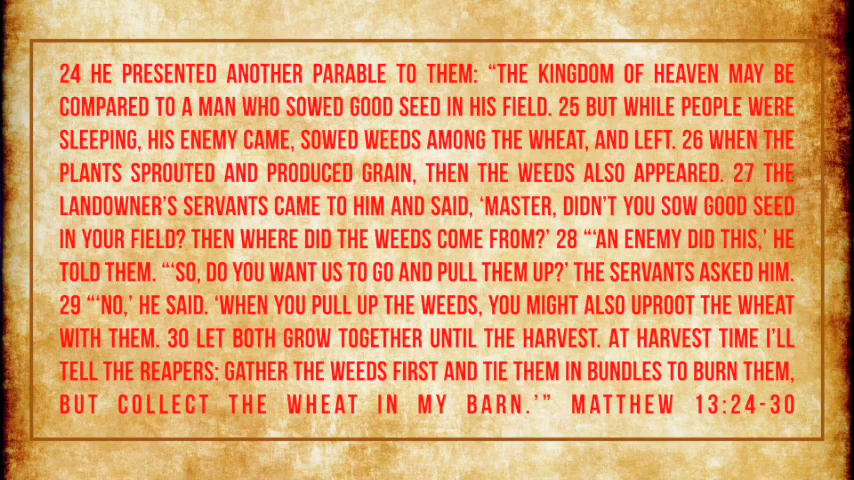 24 HE PRESENTED ANOTHER PARABLE TO THEM: “THE KINGDOM OF HEAVEN MAY BE
COMPARED TO A MAN WHO SOWED GOOD SEED IN HIS FIELD. 25 BUT WHILE PEOPLE WERE
SLEEPING, HIS ENEMY CAME, SOWED WEEDS AMONG THE WHEAT, AND LEFT. 26 WHEN THE
PLANTS SPROUTED AND PRODUCED GRAIN, THEN THE WEEDS ALSO APPEARED. 27 THE
LANDOWNER’S SERVANTS CAME TO HIM AND SAID, ‘MASTER, DIDN’T YOU SOW GOOD SEED
IN YOUR FIELD? THEN WHERE DID THE WEEDS COME FROM?’ 28 “‘AN ENEMY DID THIS,’ HE
TOLD THEM. “‘SO, DO YOU WANT US TO GO AND PULL THEM UP?’ THE SERVANTS ASKED HIM.
29 “‘NO,’ HE SAID. ‘WHEN YOU PULL UP THE WEEDS, YOU MIGHT ALSO UPROOT THE WHEAT
WITH THEM. 30 LET BOTH GROW TOGETHER UNTIL THE HARVEST. AT HARVEST TIME I’LL
TELL THE REAPERS: GATHER THE WEEDS FIRST AND TIE THEM IN BUNDLES TO BURN THEM,
BUT COLLECT THE WHEAT IN MY BARN.’” MATTHEW 13:24-30